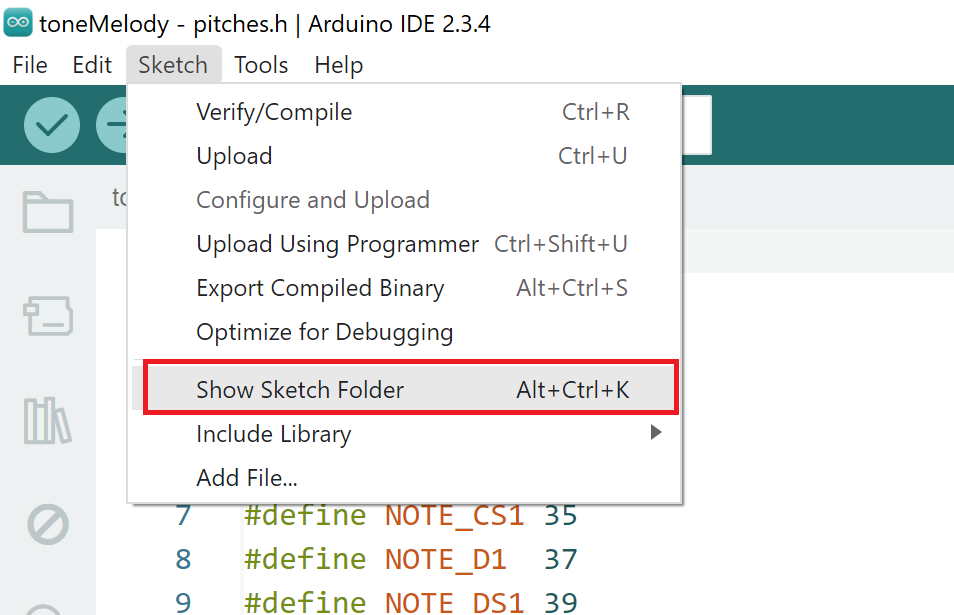 toneMelody - pitches.h | Arduino IDE 2.3.4
File Edit Sketch Tools Help
Verify/Compile Ctrl+R
Upload Ctrl+U
Configure and Upload
Upload Using Programmer Ctrl+Shift+U
Export Compiled Binary Alt+Ctrl+S
Optimize for Debugging
Show Sketch Folder Alt+Ctrl+K
Include Library
Add File...
7 #define NOTE_CS1 35
8 #define NOTE_D1 37
9 #define NOTE_DS1 39